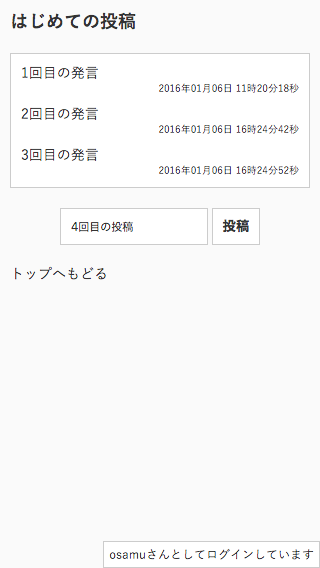 はじめての投稿
1回目の発言
2016年01月06日 11時20分18秒
2回目の発言
2016年01月06日 16時24分42秒
3回目の発言
2016年01月06日 16時24分52秒
4回目の投稿 投稿
トップへもどる
osamuさんとしてログインしています